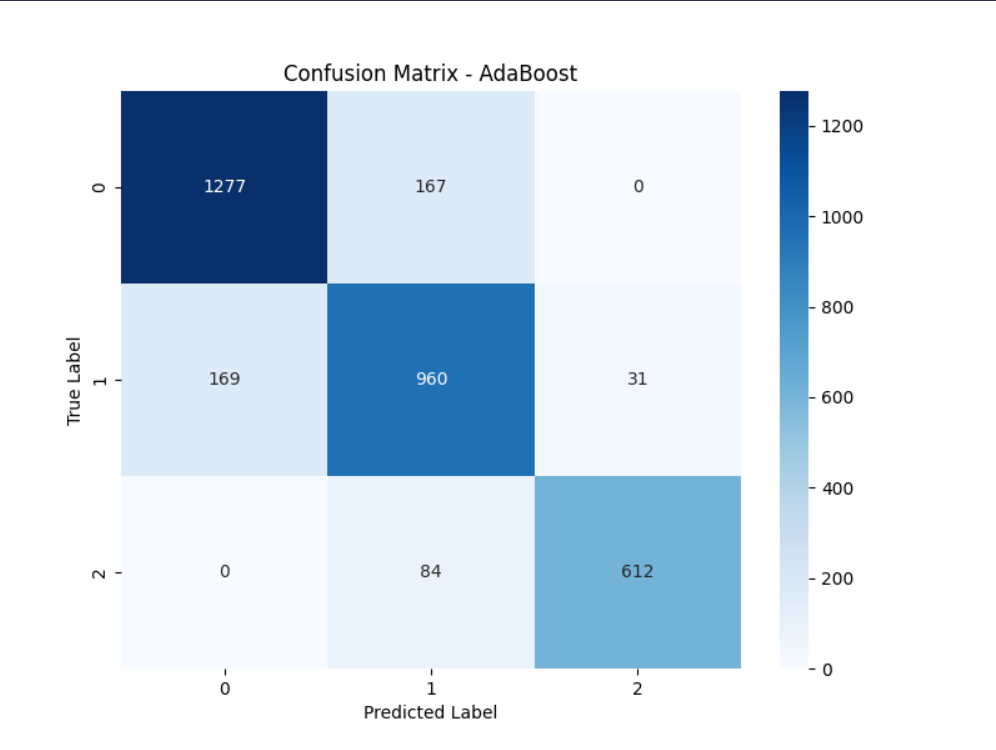 Confusion Matrix - AdaBoost
1277 167 0
169 960 31
0 84 612
0
1
2
True Label
0 1 2
Predicted Label
1200
1000
800
600
400
200
0